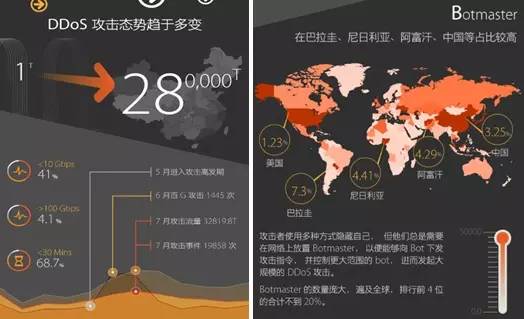 DDoS 攻击态势趋于多变
1T
280,000T
<10 Gbps
41%
>100 Gbps
4.1%
<30 Mins
68.7%
5 月进入攻击高发期
6 月百 G 攻击 1445 次
7 月攻击流量 32819.8T
7 月攻击事件 19858 次
Botmaster
在巴拉圭、尼日利亚、阿富汗、中国等占比较高
1.23%
美国
7.3%
巴拉圭
4.41%
尼日利亚
4.29%
阿富汗
3.25%
中国
攻击者使用多种方式隐藏自己，但他们总是需要
在网络上放置 Botmaster，以便能够向 Bot 下发
攻击指令，并控制更大范围的 bot，进而发起大
规模的 DDoS 攻击。
Botmaster 的数量庞大，遍及全球，排行前 4 位
的合计不到 20%。
50000
0